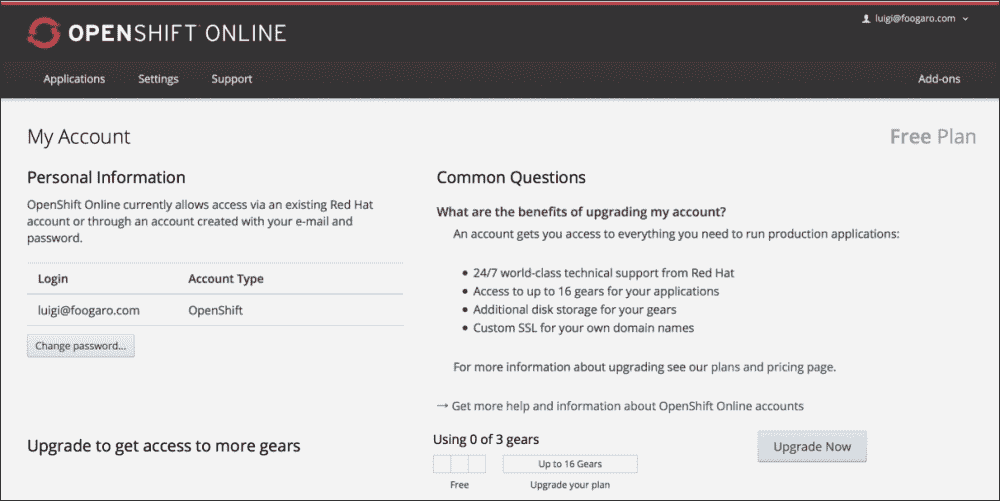 OPENSHIFT ONLINE
luigi@foogaro.com
Applications Settings Support Add-ons
My Account
Free Plan
Personal Information
OpenShift Online currently allows access via an existing Red Hat
account or through an account created with your e-mail and
password.
Login Account Type
luigi@foogaro.com OpenShift
Change password...
Common Questions
What are the benefits of upgrading my account?
An account gets you access to everything you need to run production applications:
• 24/7 world-class technical support from Red Hat
• Access to up to 16 gears for your applications
• Additional disk storage for your gears
• Custom SSL for your own domain names
For more information about upgrading see our plans and pricing page.
→ Get more help and information about OpenShift Online accounts
Upgrade to get access to more gears
Using 0 of 3 gears
Free
Up to 16 Gears
Upgrade your plan
Upgrade Now